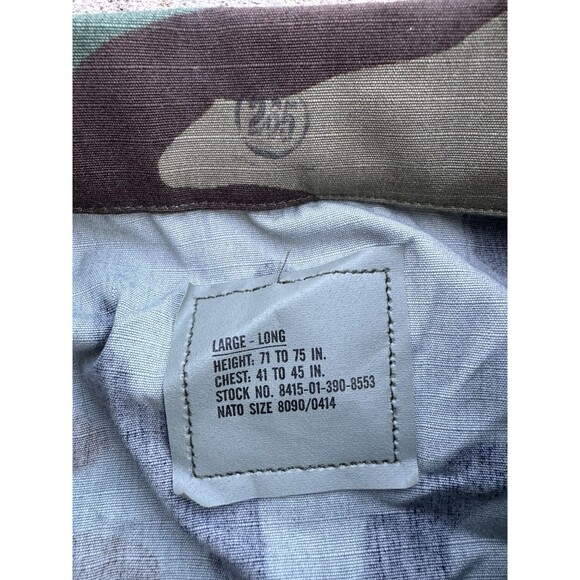 265
LARGE - LONG
HEIGHT: 71 TO 75 IN.
CHEST: 41 TO 45 IN.
STOCK NO. 8415-01-390-8553
NATO SIZE 8090/0414